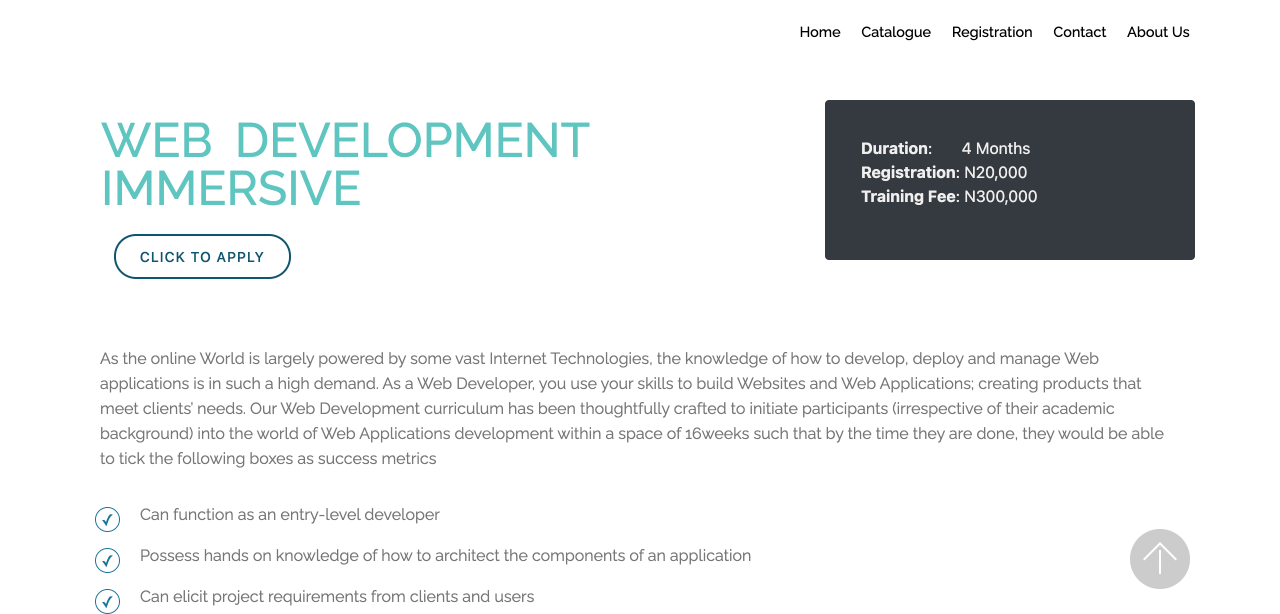 Home Catalogue Registration Contact About Us
WEB DEVELOPMENT
IMMERSIVE
CLICK TO APPLY
Duration: 4 Months
Registration: N20,000
Training Fee: N300,000
As the online World is largely powered by some vast Internet Technologies, the knowledge of how to develop, deploy and manage Web
applications is in such a high demand. As a Web Developer, you use your skills to build Websites and Web Applications; creating products that
meet clients’ needs. Our Web Development curriculum has been thoughtfully crafted to initiate participants (irrespective of their academic
background) into the world of Web Applications development within a space of 16weeks such that by the time they are done, they would be able
to tick the following boxes as success metrics
Can function as an entry-level developer
Possess hands on knowledge of how to architect the components of an application
Can elicit project requirements from clients and users